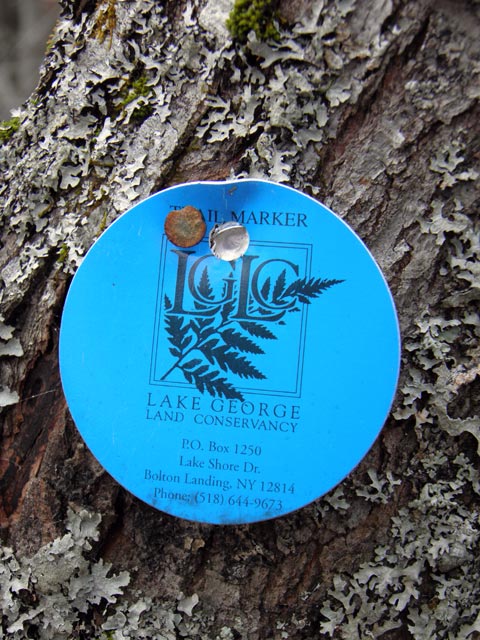 TRAIL MARKER
LGLC
LAKE GEORGE
LAND CONSERVANCY
P.O. Box 1250
Lake Shore Dr.
Bolton Landing, NY 12814
Phone: (518) 644-9673